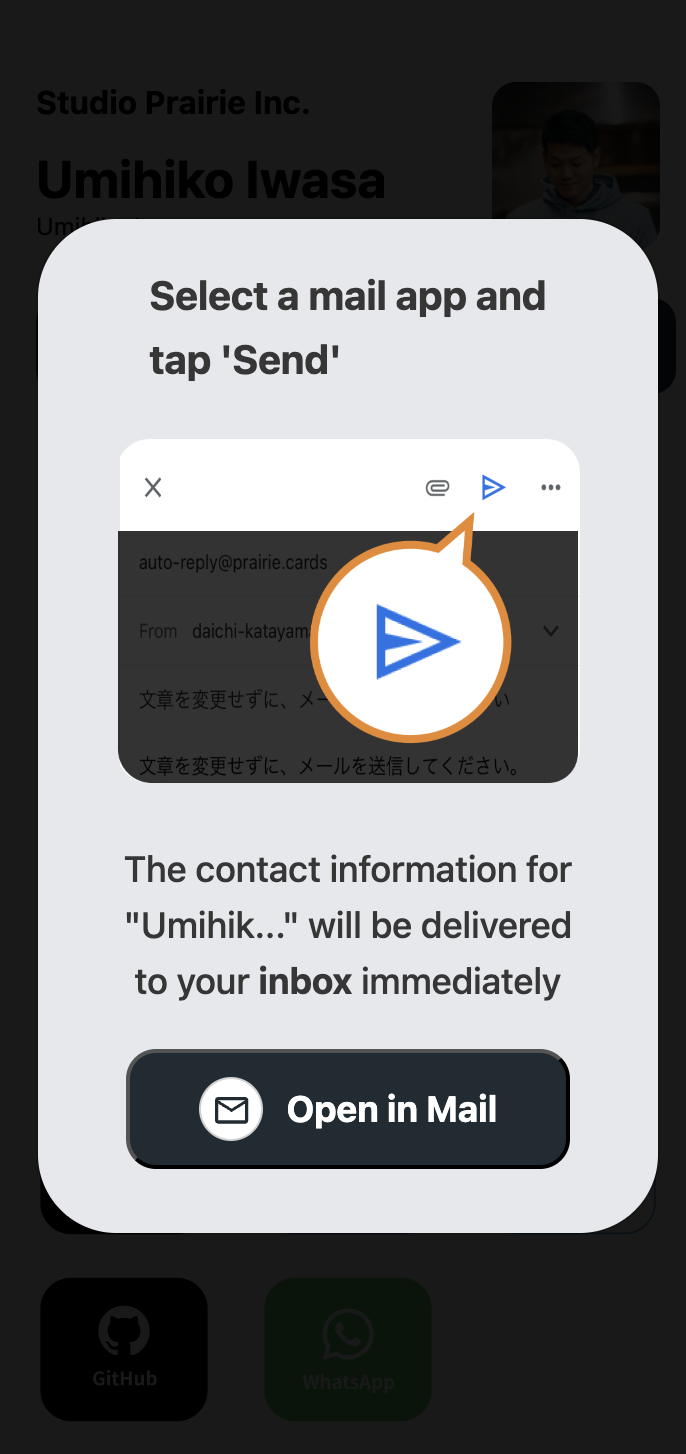 Studio Prairie Inc.
Umihiko Iwasa
Select a mail app and
tap 'Send'
auto-reply@prairie.cards
From daichi-katayam
文章を変更せずに、メー い
文章を変更せずに、メールを送信してください。
The contact information for
"Umihik..." will be delivered
to your inbox immediately
Open in Mail
GitHub
WhatsApp